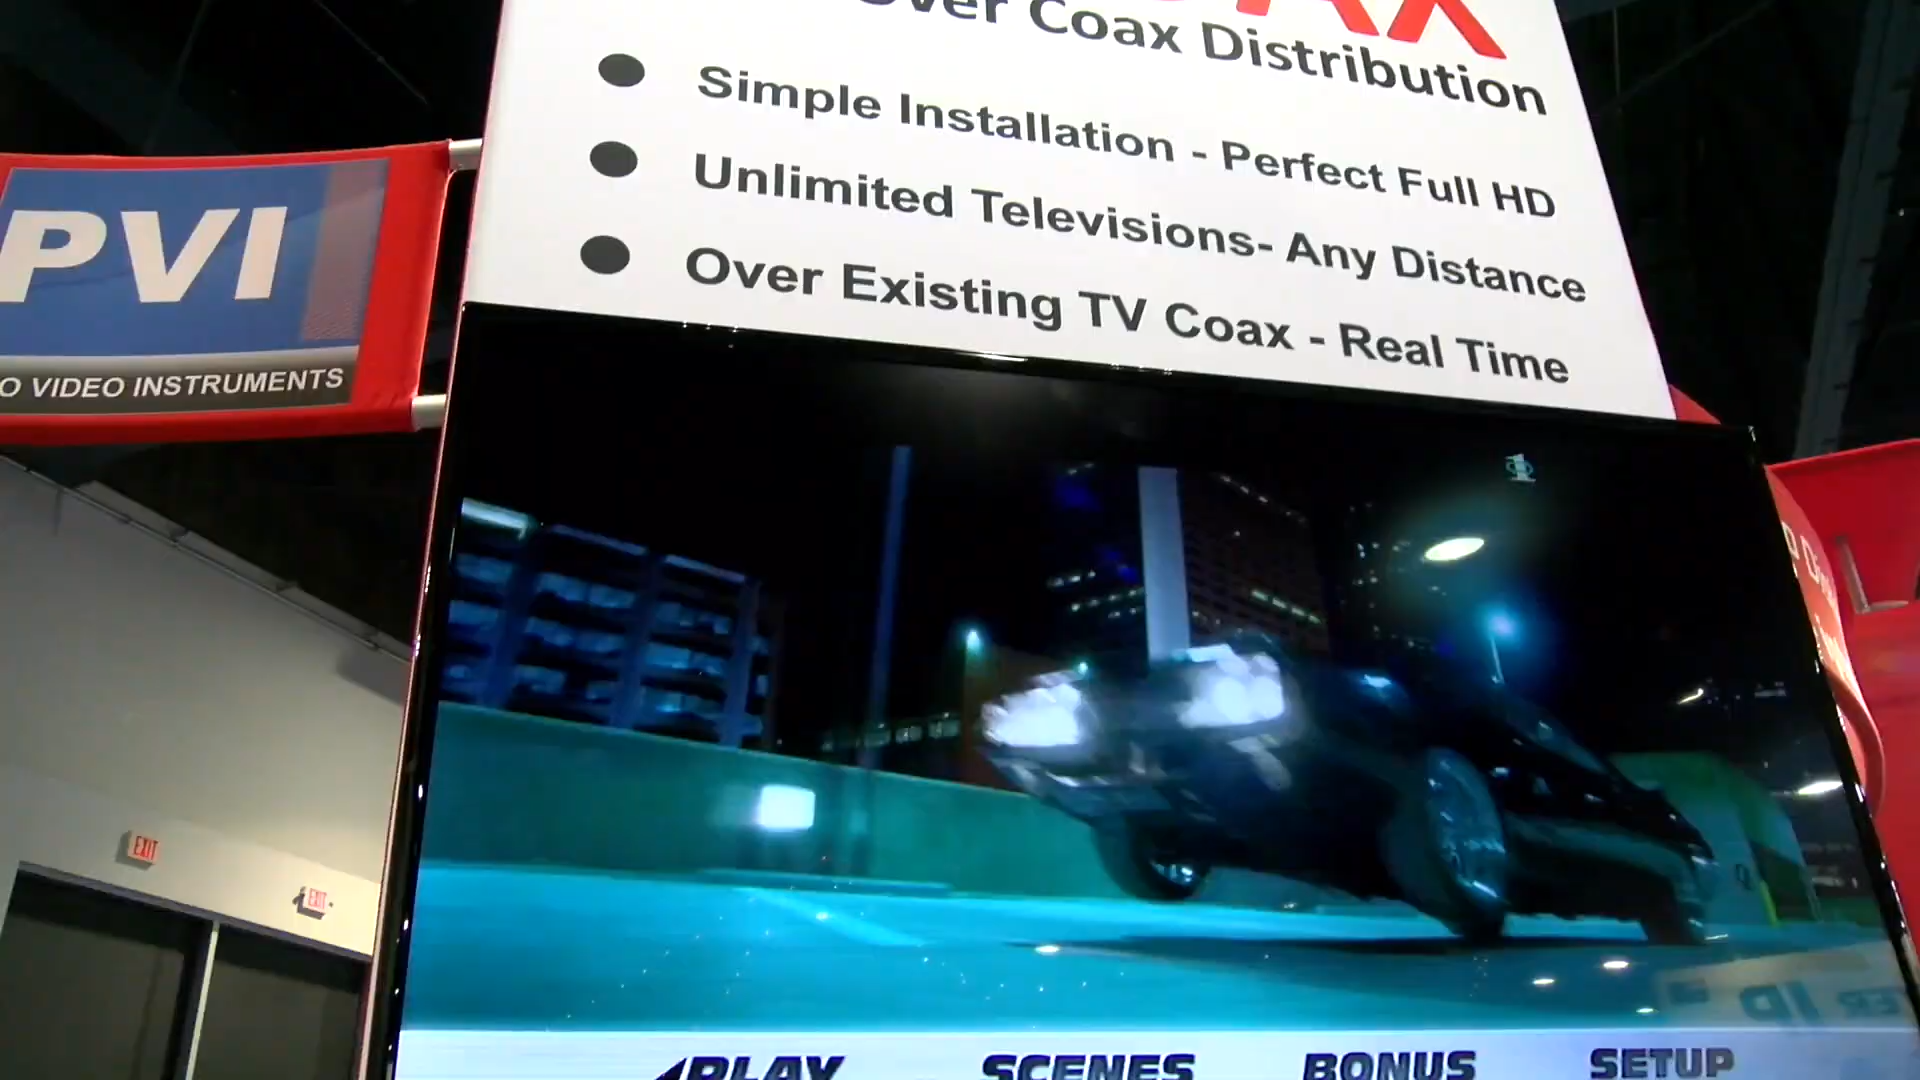 Over Coax Distribution
Simple Installation - Perfect Full HD
Unlimited Televisions- Any Distance
Over Existing TV Coax - Real Time
PVI
O VIDEO INSTRUMENTS
EXIT
EXIT
PLAY
SCENES
BONUS
SETUP